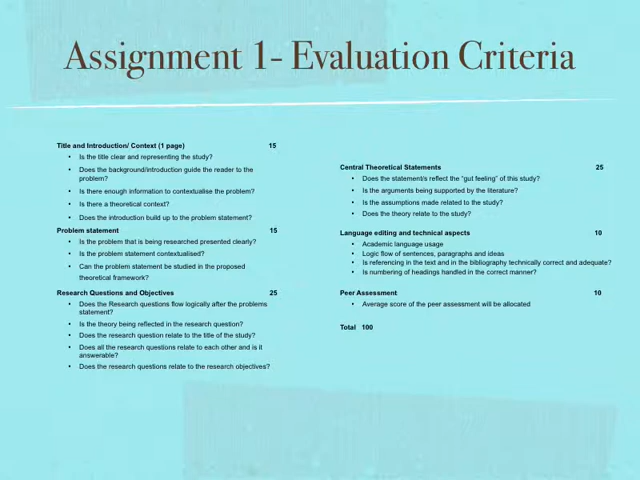 Assignment 1- Evaluation Criteria
Title and Introduction/ Context (1 page) 15
• Is the title clear and representing the study?
• Does the background/introduction guide the reader to the
problem?
• Is there enough information to contextualise the problem?
• Is there a theoretical context?
• Does the introduction build up to the problem statement?
Problem statement 15
• Is the problem that is being researched presented clearly?
• Is the problem statement contextualised?
• Can the problem statement be studied in the proposed
theoretical framework?
Research Questions and Objectives 25
• Does the Research questions flow logically after the problems
statement?
• Is the theory being reflected in the research question?
• Does the research question relate to the title of the study?
• Does all the research questions relate to each other and is it
answerable?
• Does the research questions relate to the research objectives?
Central Theoretical Statements 25
• Does the statement/s reflect the "gut feeling" of this study?
• Is the arguments being supported by the literature?
• Is the assumptions made related to the study?
• Does the theory relate to the study?
Language editing and technical aspects 10
• Academic language usage
• Logic flow of sentences, paragraphs and ideas
• Is referencing in the text and in the bibliography technically correct and adequate?
• Is numbering of headings handled in the correct manner?
Peer Assessment 10
• Average score of the peer assessment will be allocated
Total 100